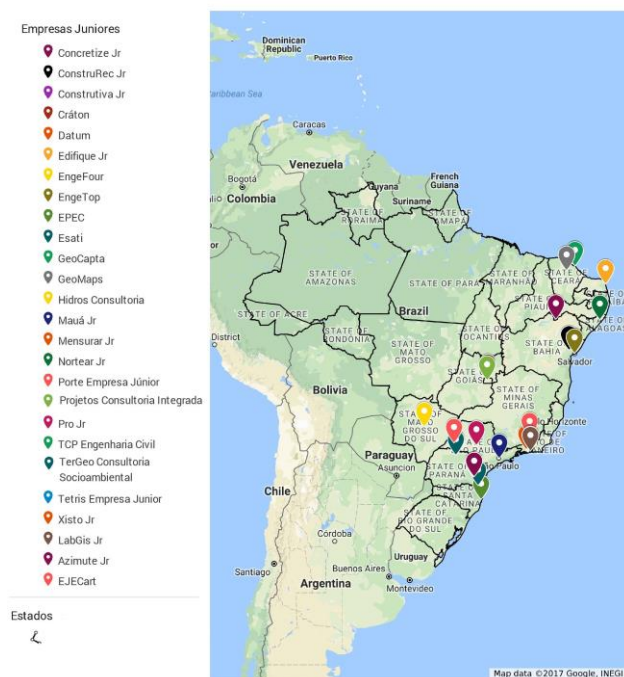 Empresas Juniores
Concretize Jr
ConstruRec Jr
Construtiva Jr
Cráton
Datum
Edifique Jr
EngeFour
EngeTop
EPEC
Esati
GeoCapta
GeoMaps
Hidros Consultoria
Mauá Jr
Mensurar Jr
Nortear Jr
Porte Empresa Júnior
Projetos Consultoria Integrada
Pro Jr
TCP Engenharia Civil
TerGeo Consultoria
Socioambiental
Tetris Empresa Junior
Xisto Jr
LabGis Jr
Azimute Jr
EJECart
Estados
Dominican
Republic
Puerto Rico
Caribbean Sea
Caracas
Venezuela
Bogotá
Colombia
Guyana
Suriname
French
Guiana
STATE OF
RORAIMA
STATE OF
AMAPÁ
STATE OF
AMAZONAS
STATE OF PARÁ
STATE OF
MARANHÃO
STATE OF
CEARÁ
STATE OF
PIAUÍ
ALAGOAS
STATE OF ACRE
STATE OF
RONDÔNIA
Brazil
STATE OF
TOCANTINS
STATE OF
BAHIA
Salvador
District
STATE OF
MATO
GROSSO
STATE OF
GOIÁS
Bolivia
STATE OF
MINAS
GERAIS
Horizonte
STATE OF
MATO
GROSSO
DO SUL
Paraguay
Asuncion
STATE OF
PARANÁ
Paulo
STATE OF
SANTA
CATARINA
STATE OF
RIO GRANDE
DO SUL
Chile
Córdoba
Uruguay
Santiago
Buenos Aires
Montevideo
Argentina
Map data ©2017 Google, INEGI